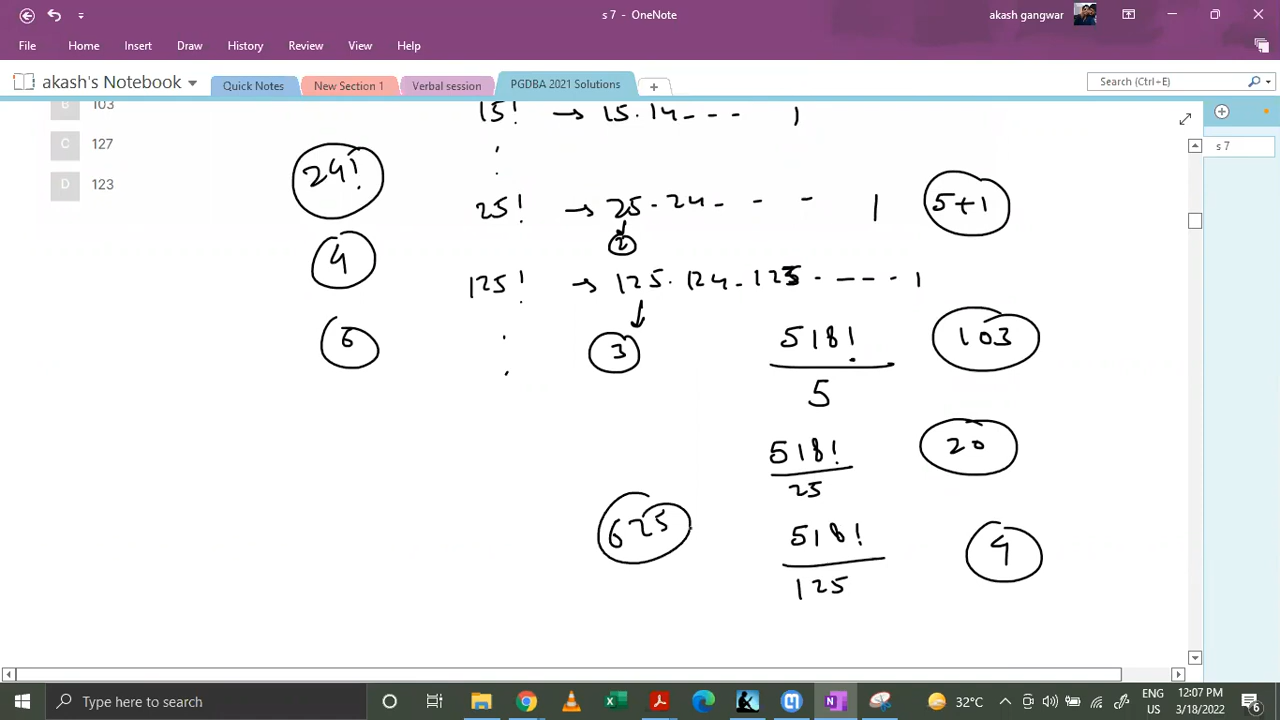 s 7 - OneNote
akash gangwar
File Home Insert Draw History Review View Help
akash's Notebook
Quick Notes
New Section 1
Verbal session
PGDBA 2021 Solutions
+
Search (Ctrl+E)
s 7
B 103
C 127
D 123
15! → 15.14 - - - 1
24!
25! → 25.24 - - - 1
5+1
2
4
125! → 125.124.123 . - - - 1
3
6
518!
5
103
518!
25
20
625
518!
125
4
Type here to search
32°C
ENG
IN
12:07 PM
3/18/2022
6